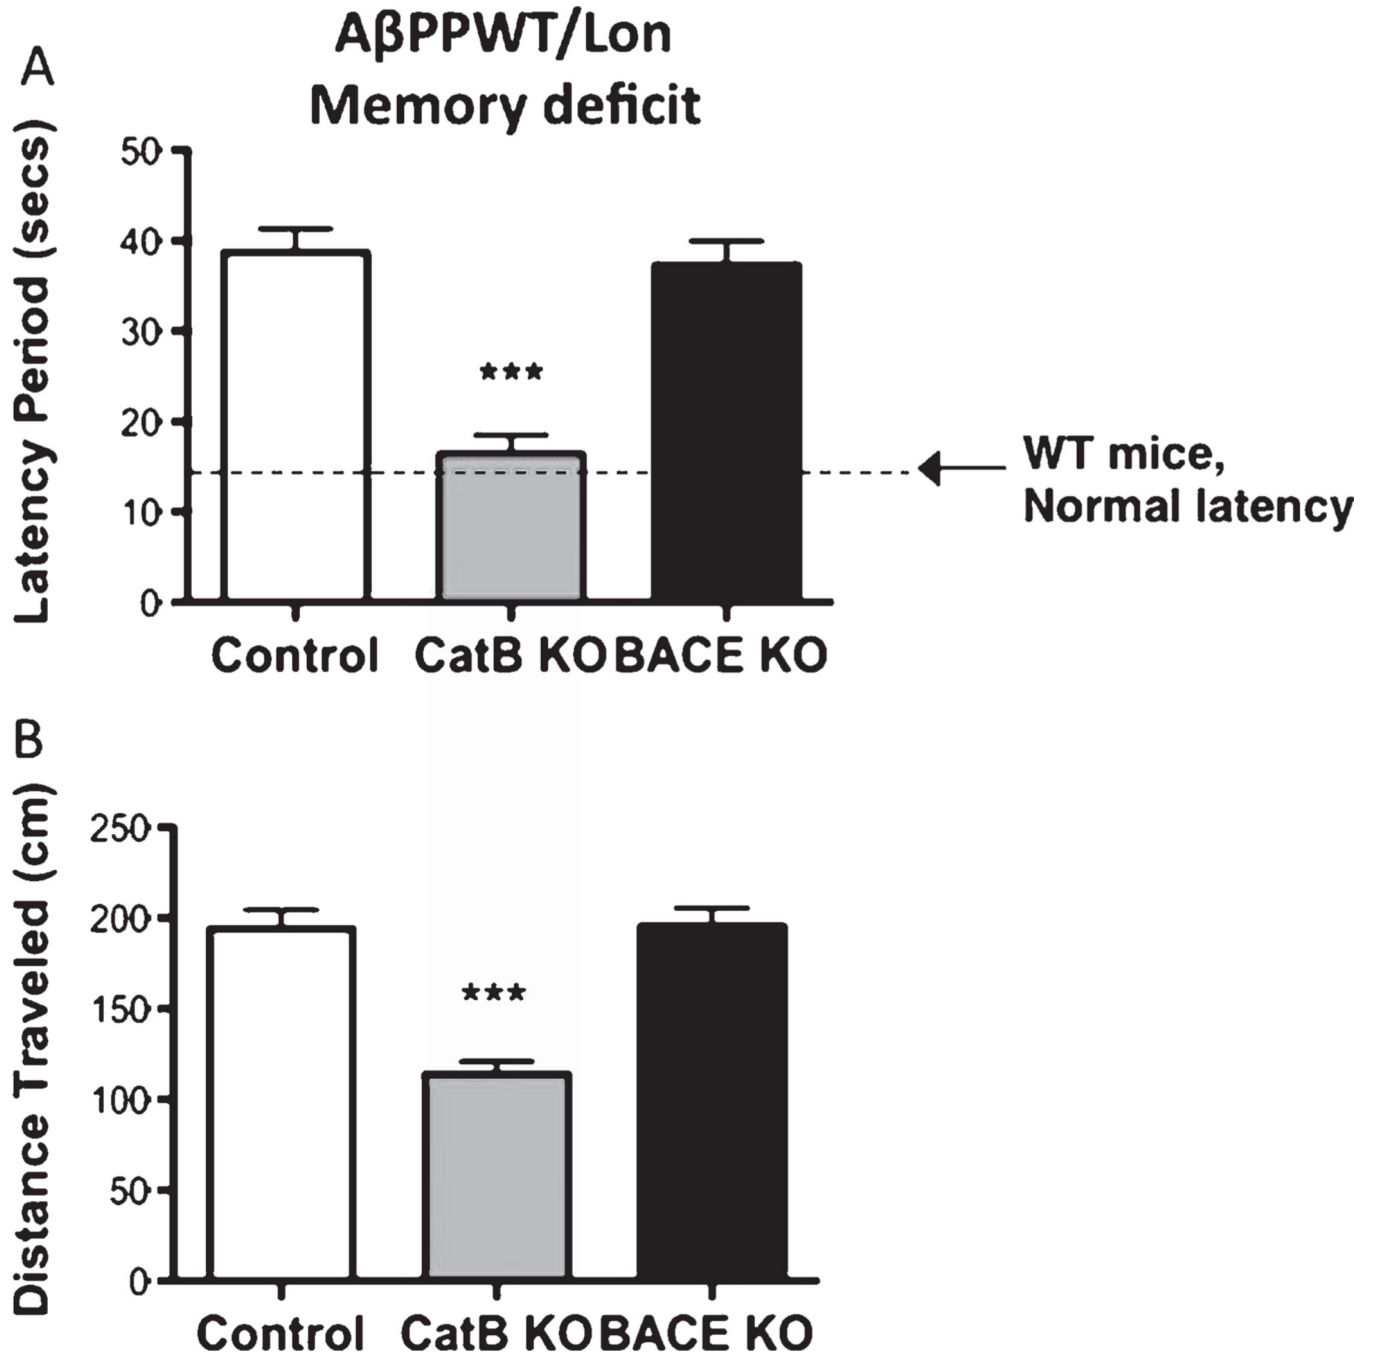 A
AβPPWT/Lon
Memory deficit
Latency Period (secs)
50
40
30
20
10
0
***
WT mice,
Normal latency
Control
CatB KO
BACE KO
B
Distance Traveled (cm)
250
200
150
100
50
0
***
Control
CatB KO
BACE KO